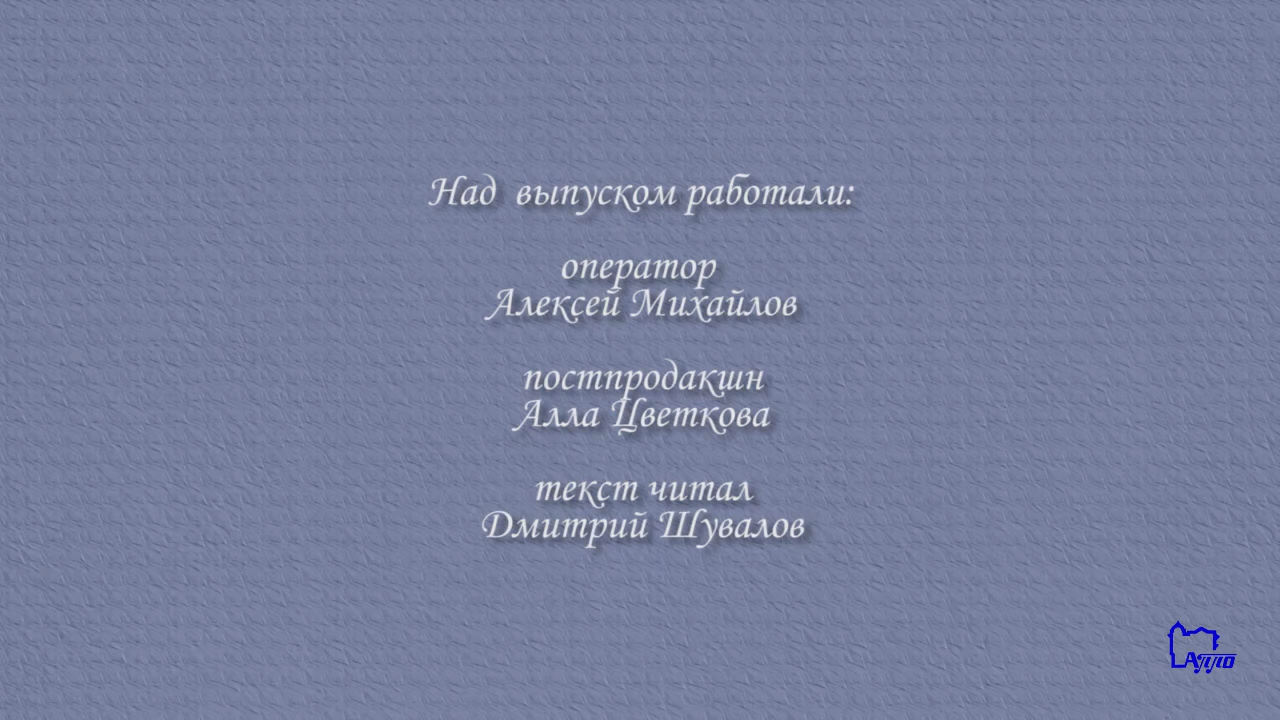 Над выпуском работали:
оператор
Алексей Михайлов
постпродакшн
Алла Цветкова
текст читал
Дмитрий Шувалов